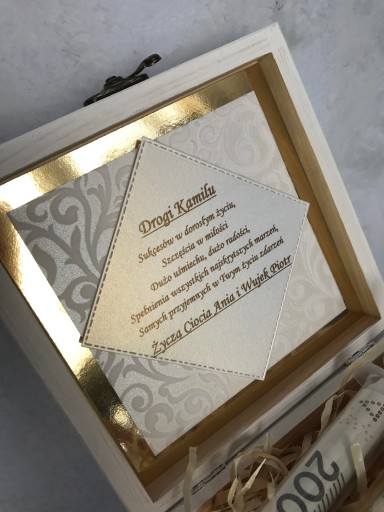 Drogi Kamilu
Sukcesów w dorosłym życiu,
Szczęścia w miłości
Dużo uśmiechu, dużo radości,
Spełnienia wszystkich najskrytszych marzeń,
Samych przyjemnych w Twym życiu zdarzeń
Życzą Ciocia Ania i Wujek Piotr
200